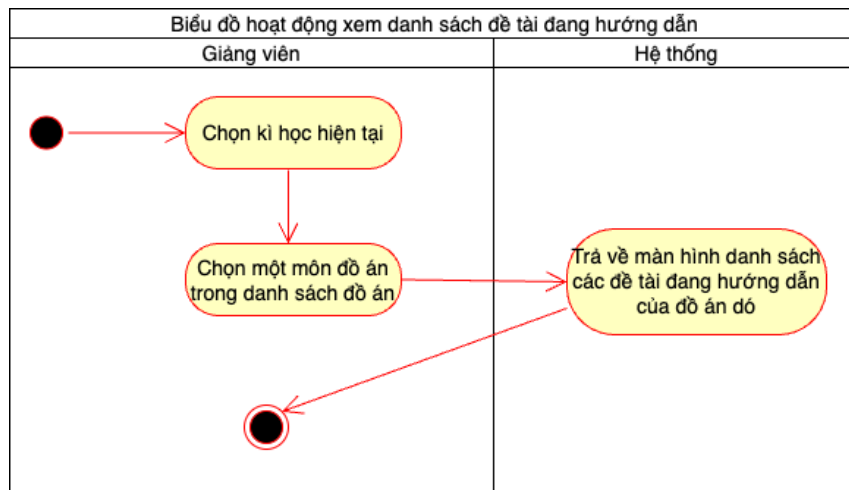 Biểu đồ hoạt động xem danh sách đề tài đang hướng dẫn
Giảng viên
Hệ thống
Chọn kì học hiện tại
Chọn một môn đồ án
trong danh sách đồ án
Trả về màn hình danh sách
các đề tài đang hướng dẫn
của đồ án dó